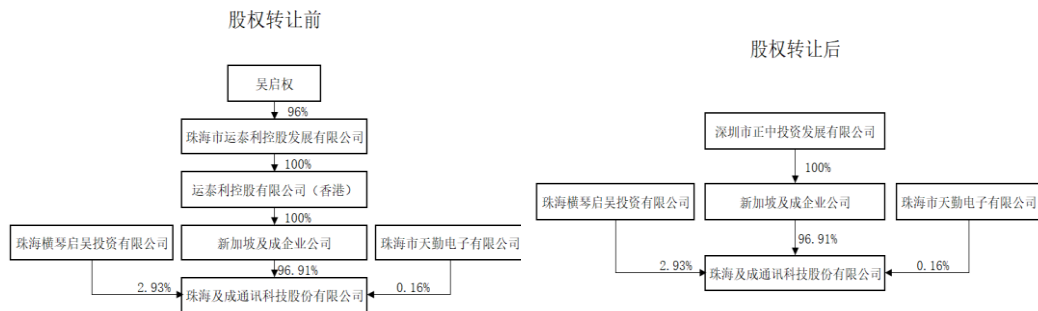 股权转让前
吴启权
96%
珠海市运泰利控股发展有限公司
100%
运泰利控股有限公司（香港）
100%
珠海横琴启吴投资有限公司
新加坡及成企业公司
珠海市天勤电子有限公司
96.91%
2.93%
珠海及成通讯科技股份有限公司
0.16%
股权转让后
深圳市正中投资发展有限公司
100%
珠海横琴启吴投资有限公司
新加坡及成企业公司
珠海市天勤电子有限公司
96.91%
2.93%
珠海及成通讯科技股份有限公司
0.16%